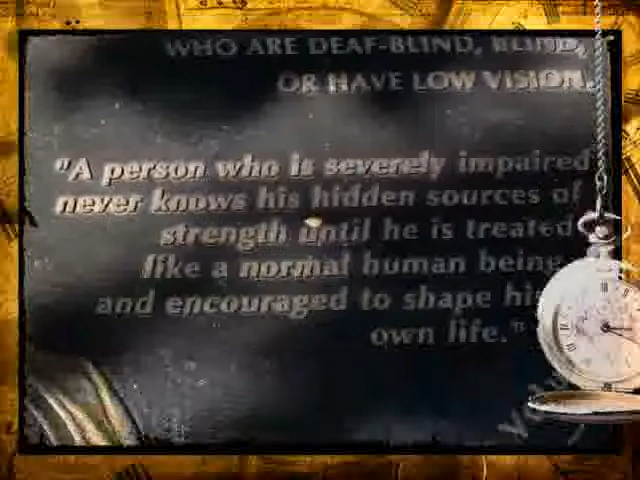 WHO ARE DEAF-BLIND, BLIND,
OR HAVE LOW VISION.
"A person who is severely impaired
never knows his hidden sources of
strength until he is treated
like a normal human being
and encouraged to shape his
own life."